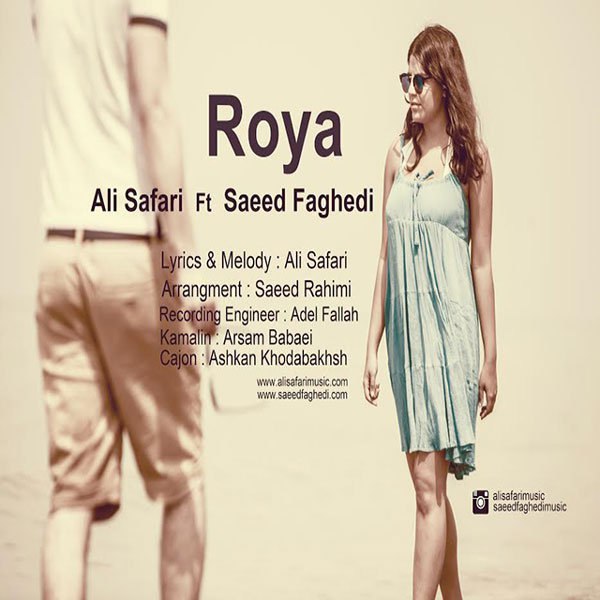 Roya
Ali Safari Ft Saeed Faghedi
Lyrics & Melody : Ali Safari
Arrangment : Saeed Rahimi
Recording Engineer : Adel Fallah
Kamalin : Arsam Babaei
Cajon : Ashkan Khodabakhsh
www.alisafarimusic.com
www.saeedfaghedi.com
alisafarimusic
saeedfaghedimusic